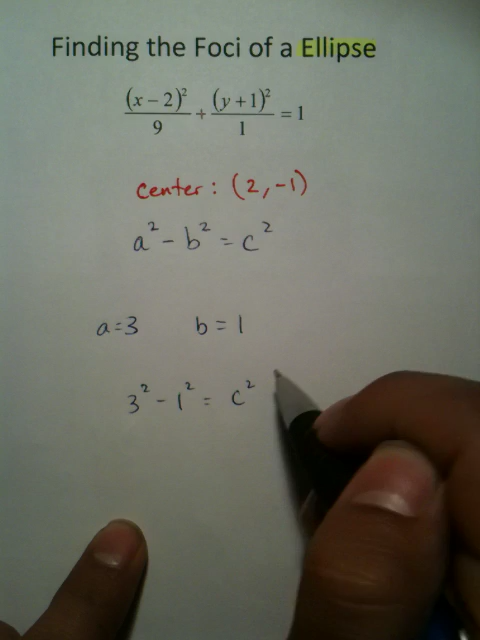 Finding the Foci of a Ellipse
(x − 2)²/9 + (y + 1)²/1 = 1
center: (2, -1)
a² - b² = c²
a=3 b=1
3² - 1² = c²